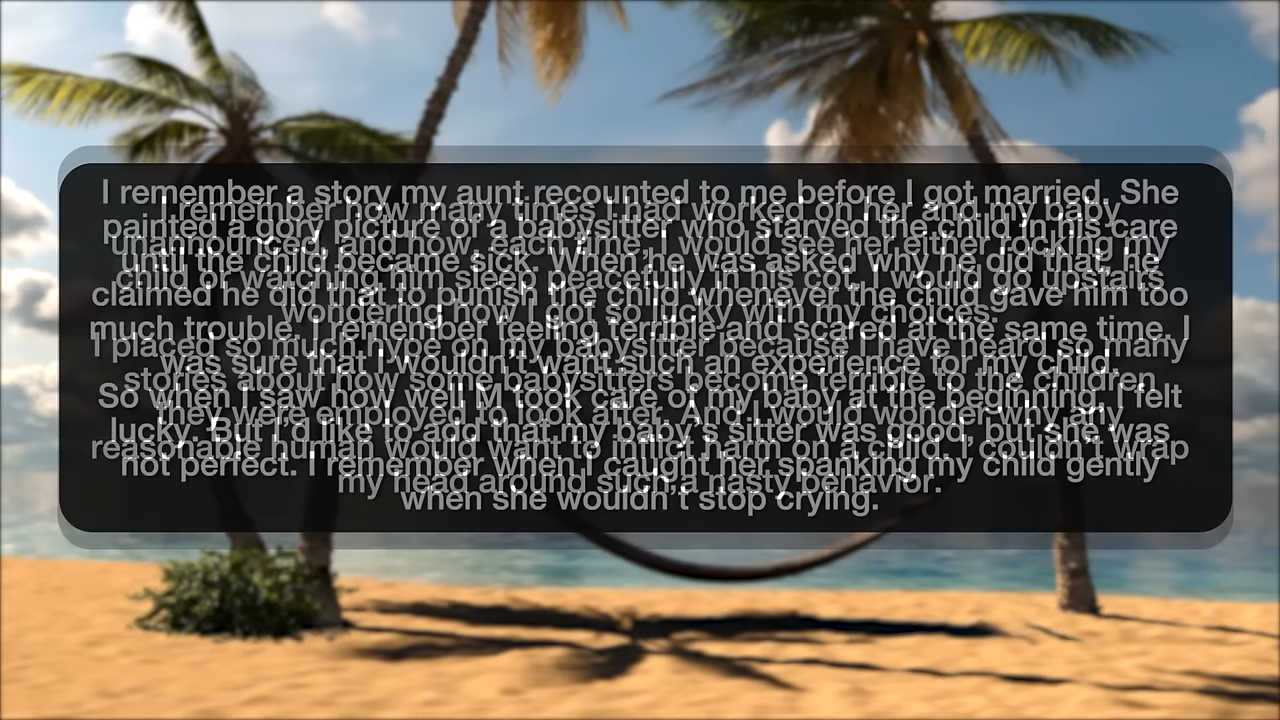 I remember a story my aunt recounted to me before I got married. She
I remember how many times I had worked on her and my baby
painted a gory picture of a babysitter who starved the child in his care
unannounced, and how, each time, I would see her either rocking my
until the child became sick. When he was asked why he did that, he
child or watching him sleep peacefully in his cot. I would go upstairs
claimed he did that to punish the child whenever the child gave him too
wondering how I got so lucky with my choices.
much trouble. I remember feeling terrible and scared at the same time. I
I placed so much hype on my babysitter because I have heard so many
was sure that I wouldn't want such an experience for my child.
stories about how some babysitters become terrible to the children
So when I saw how well M took care of my baby at the beginning, I felt
they were employed to look after. And I would wonder why any
lucky. But I'd like to add that my baby's sitter was good, but she was
reasonable human would want to inflict harm on a child. I couldn't wrap
not perfect. I remember when I caught her spanking my child gently
my head around such a nasty behavior.
when she wouldn't stop crying.